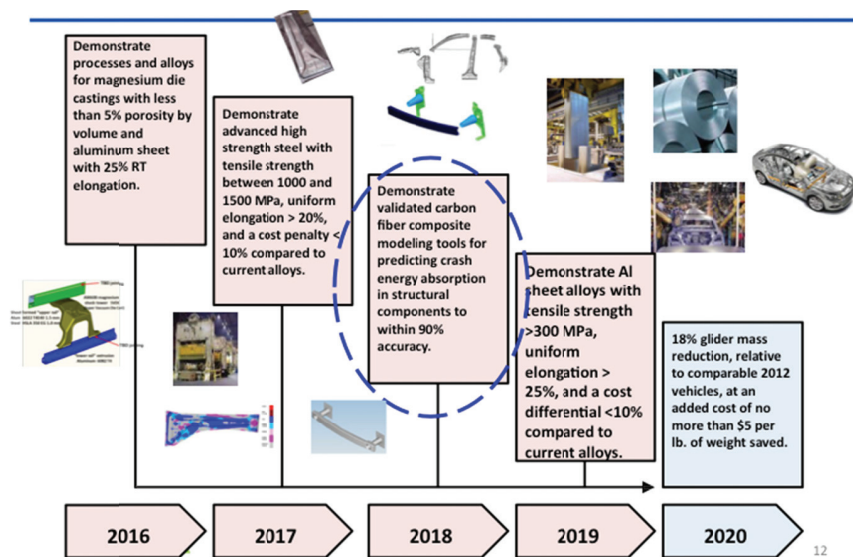 Demonstrate
processes and alloys
for magnesium die
castings with less
than 5% porosity by
volume and
aluminum sheet
with 25% RT
elongation.
Demonstrate
advanced high
strength steel with
tensile strength
between 1000 and
1500 MPa, uniform
elongation > 20%,
and a cost penalty <
10% compared to
current alloys.
Demonstrate
validated carbon
fiber composite
modeling tools for
predicting crash
energy absorption
in structural
components to
within 90%
accuracy.
Demonstrate Al
sheet alloys with
tensile strength
>300 MPa,
uniform
elongation >
25%, and a cost
differential <10%
compared to
current alloys.
18% glider mass
reduction, relative
to comparable 2012
vehicles, at an
added cost of no
more than $5 per
lb. of weight saved.
2016
2017
2018
2019
2020
12